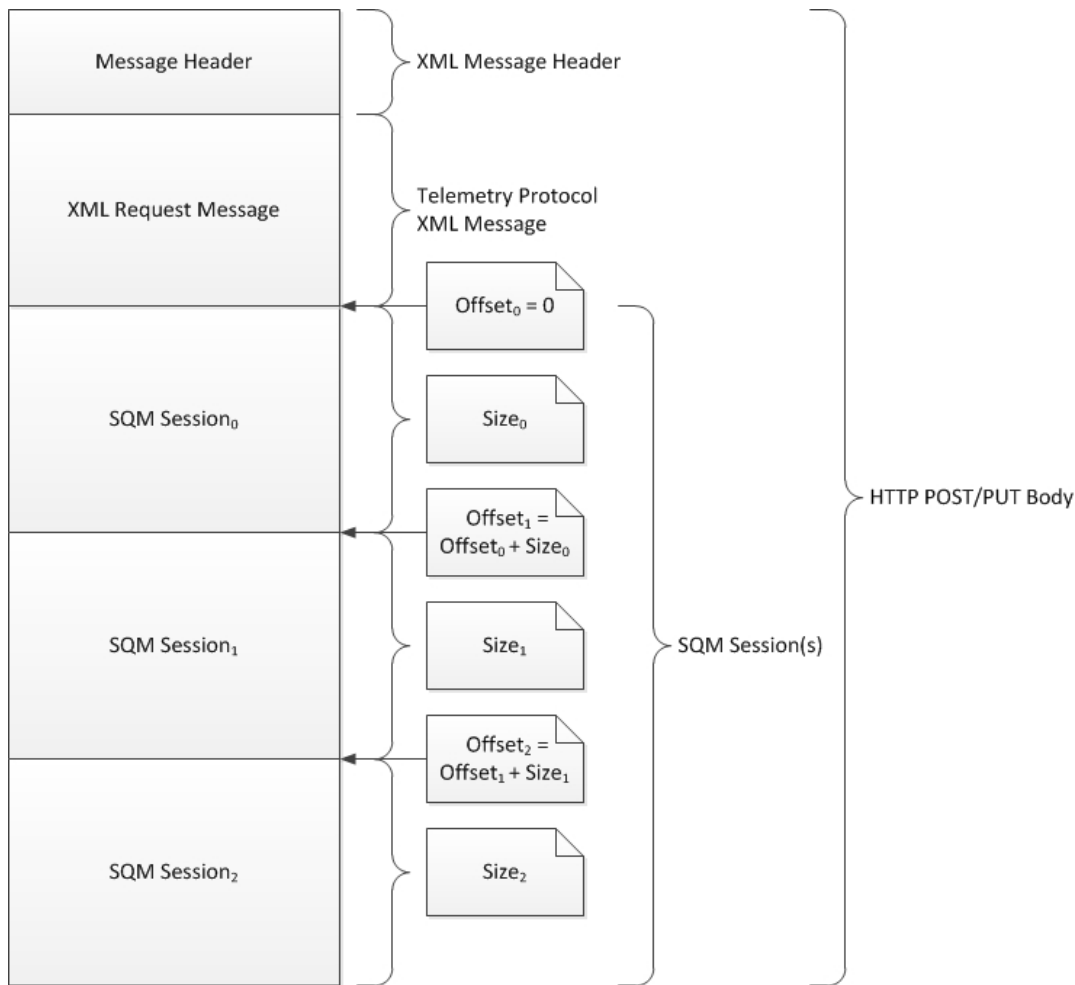 Message Header
XML Message Header
XML Request Message
Telemetry Protocol
XML Message
Offset₀ = 0
SQM Session₀
Size₀
Offset₁ =
Offset₀ + Size₀
HTTP POST/PUT Body
SQM Session₁
Size₁
SQM Session(s)
Offset₂ =
Offset₁ + Size₁
SQM Session₂
Size₂